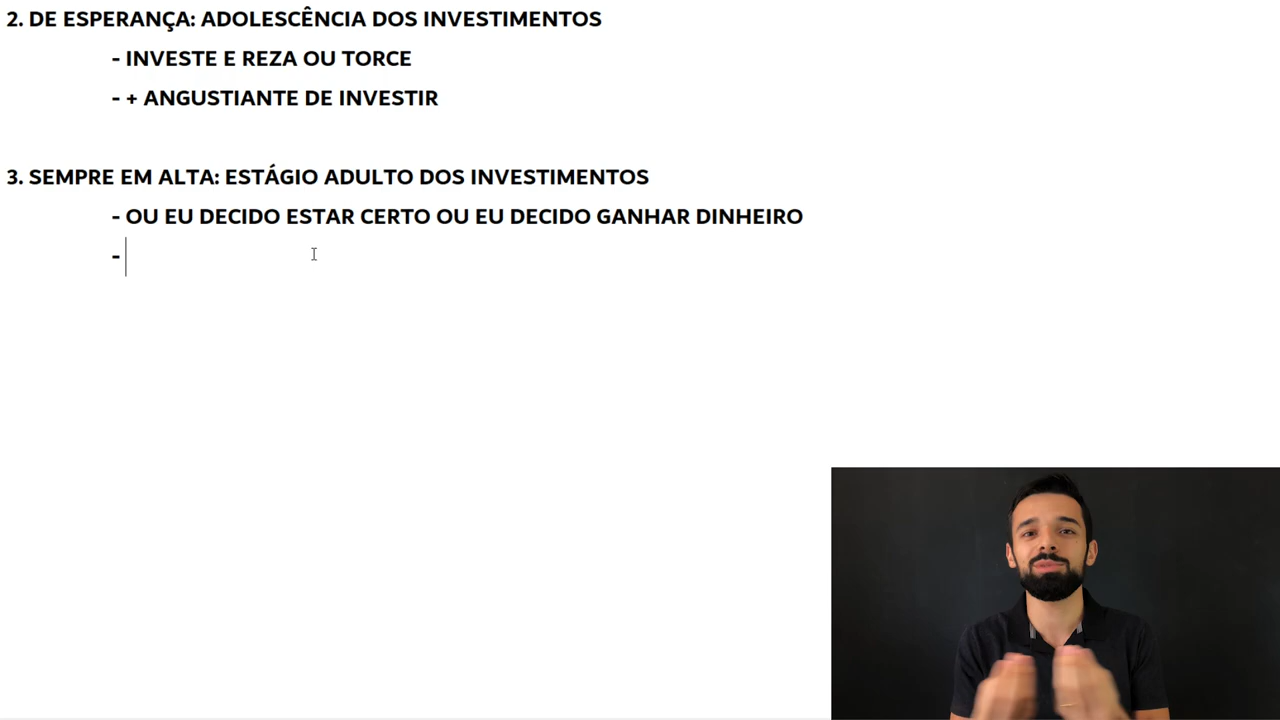 2. DE ESPERANÇA: ADOLESCÊNCIA DOS INVESTIMENTOS
- INVESTE E REZA OU TORCE
- + ANGUSTIANTE DE INVESTIR
3. SEMPRE EM ALTA: ESTÁGIO ADULTO DOS INVESTIMENTOS
- OU EU DECIDO ESTAR CERTO OU EU DECIDO GANHAR DINHEIRO
-